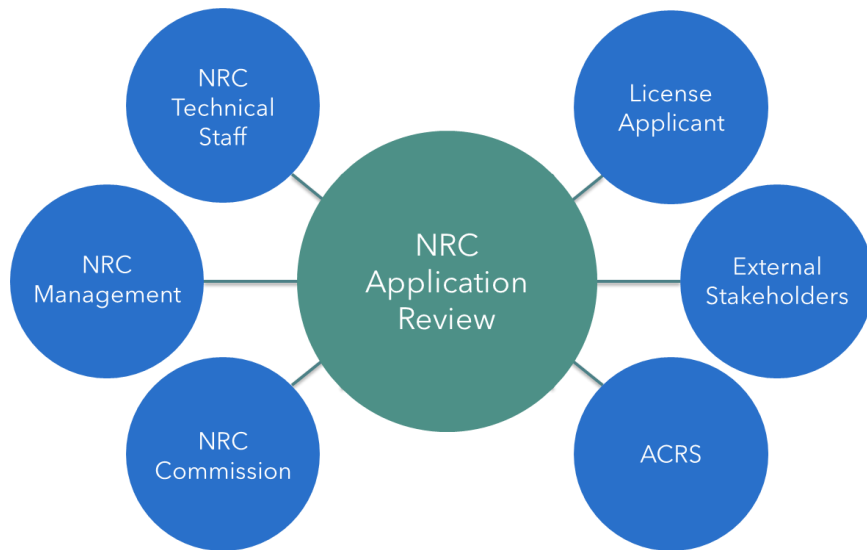 NRC
Technical
Staff
License
Applicant
NRC
Management
NRC
Application
Review
External
Stakeholders
NRC
Commission
ACRS